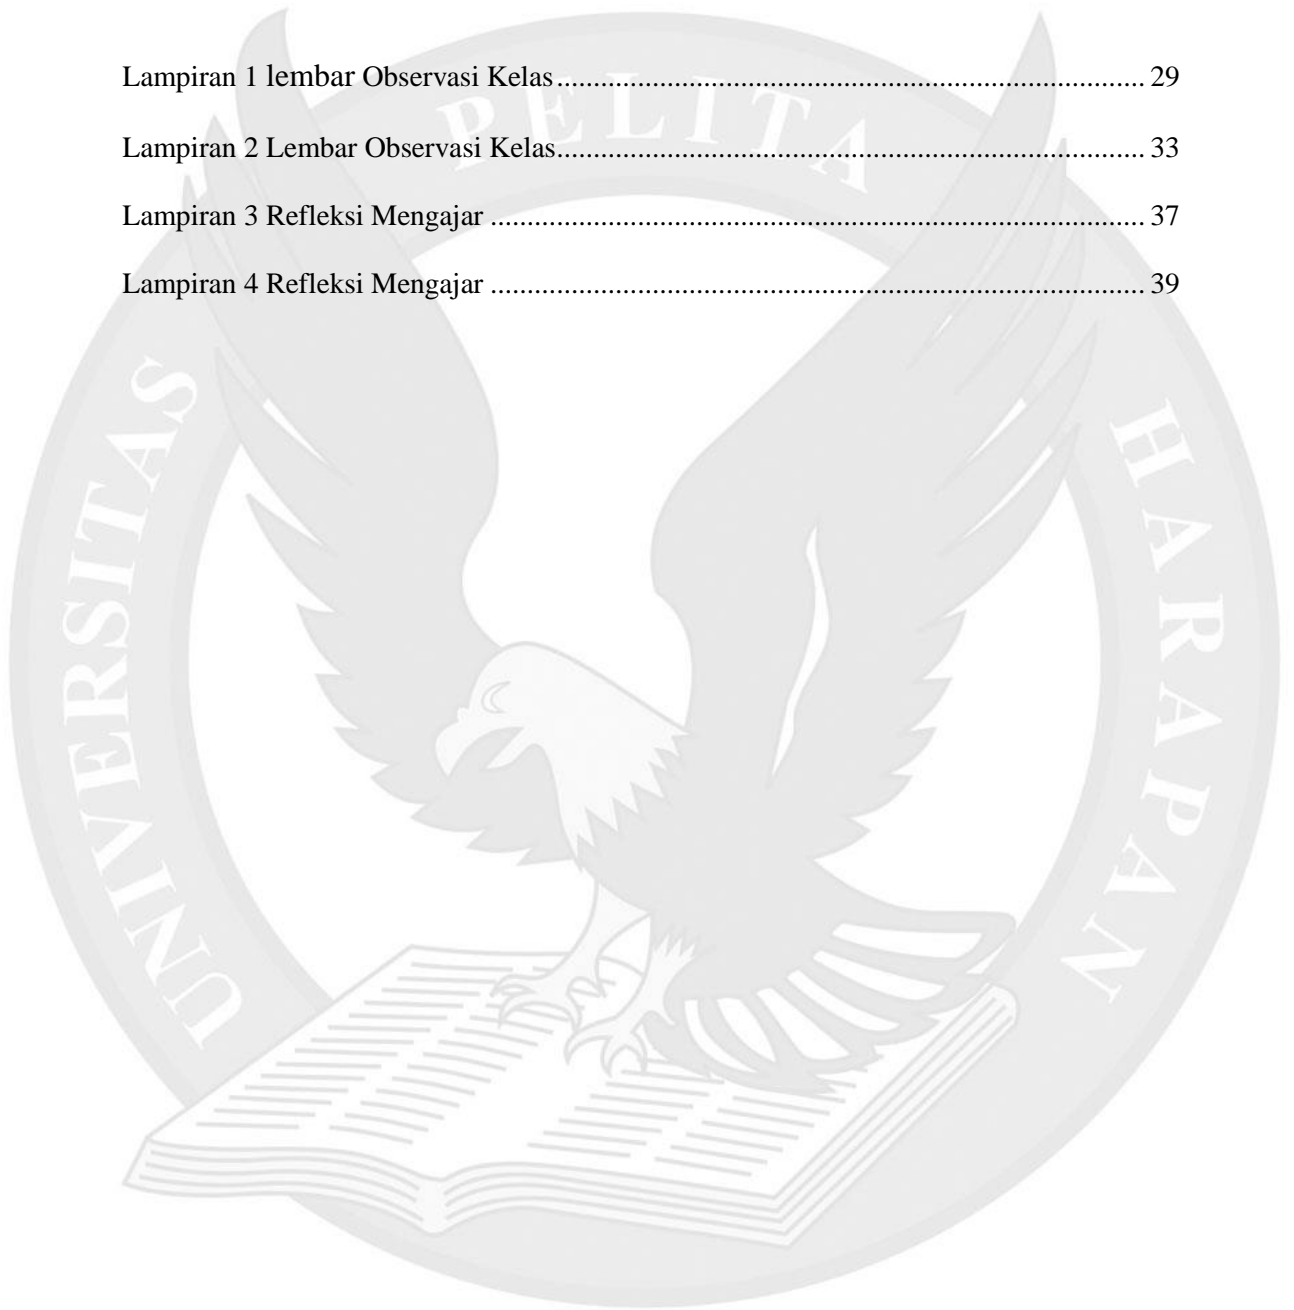 Lampiran 1 lembar Observasi Kelas................................................................................ 29
Lampiran 2 Lembar Observasi Kelas................................................................................ 33
Lampiran 3 Refleksi Mengajar ......................................................................................... 37
Lampiran 4 Refleksi Mengajar ......................................................................................... 39
UNIVERSITAS PELITA HARAPAN